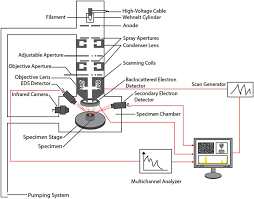 High-Voltage Cable
Filament
Wehnelt Cylinder
Anode
Spray Apertures
Condenser Lens
Adjustable Aperture
Objective Aperture
Scanning Coils
Objective Lens
EDS Detector
Backscattered Electron
Detector
Infrared Camera
Secondary Electron
Detector
Scan Generator
Specimen Chamber
Specimen Stage
Specimen
Multichannel Analyzer
Pumping System